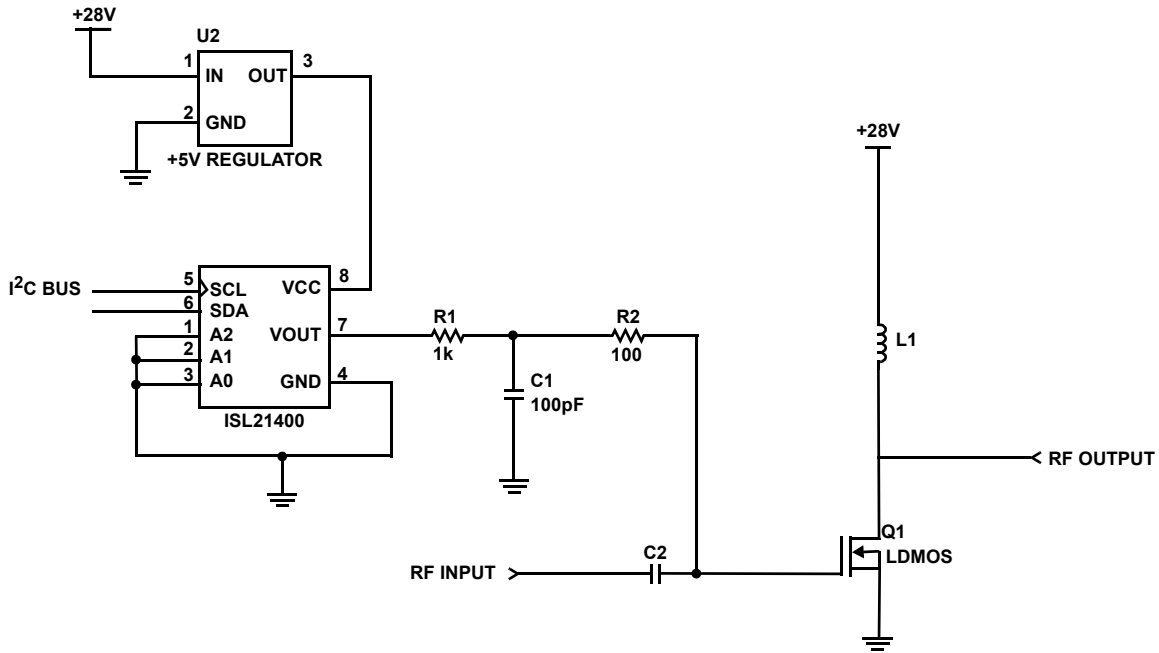 +28V
U2
1 IN OUT 3
2 GND
+5V REGULATOR
+28V
I²C BUS
5 SCL VCC 8
6 SDA
1 A2 VOUT 7
2 A1
3 A0 GND 4
ISL21400
R1
1k
R2
100
C1
100pF
L1
RF OUTPUT
Q1
LDMOS
C2
RF INPUT